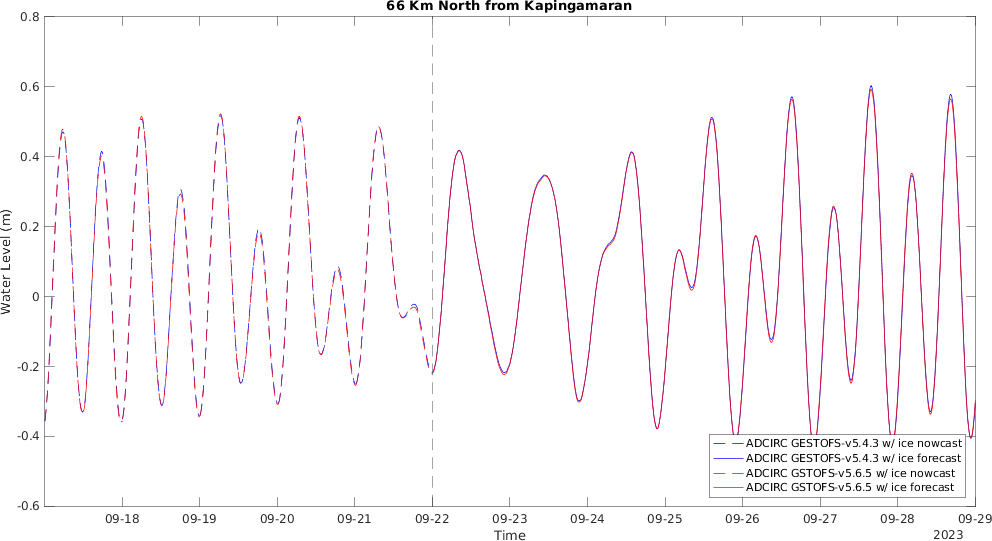 66 Km North from Kapingamaran
0.8
0.6
0.4
0.2
0
-0.2
-0.4
-0.6
Water Level (m)
ADCIRC GESTOFS-v5.4.3 w/ ice nowcast
ADCIRC GESTOFS-v5.4.3 w/ ice forecast
ADCIRC GSTOFS-v5.6.5 w/ ice nowcast
ADCIRC GSTOFS-v5.6.5 w/ ice forecast
09-18 09-19 09-20 09-21 09-22 09-23 09-24 09-25 09-26 09-27 09-28 09-29
Time
2023